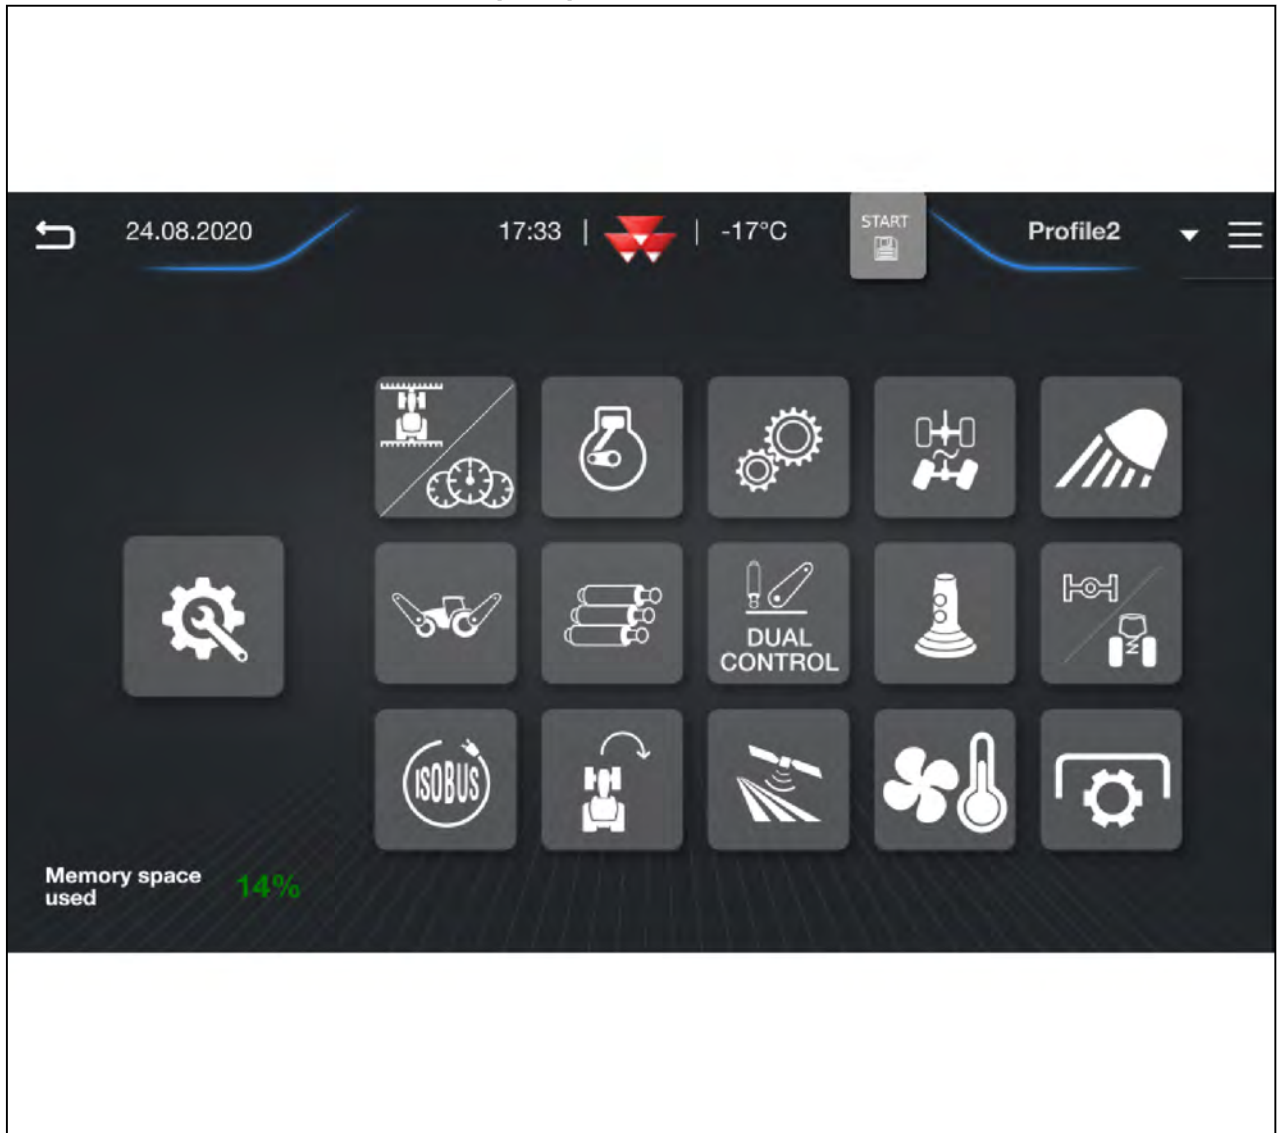 24.08.2020
17:33 | | -17°C
START
Profile2
DUAL
CONTROL
ISOBUS
Memory space
used
14%